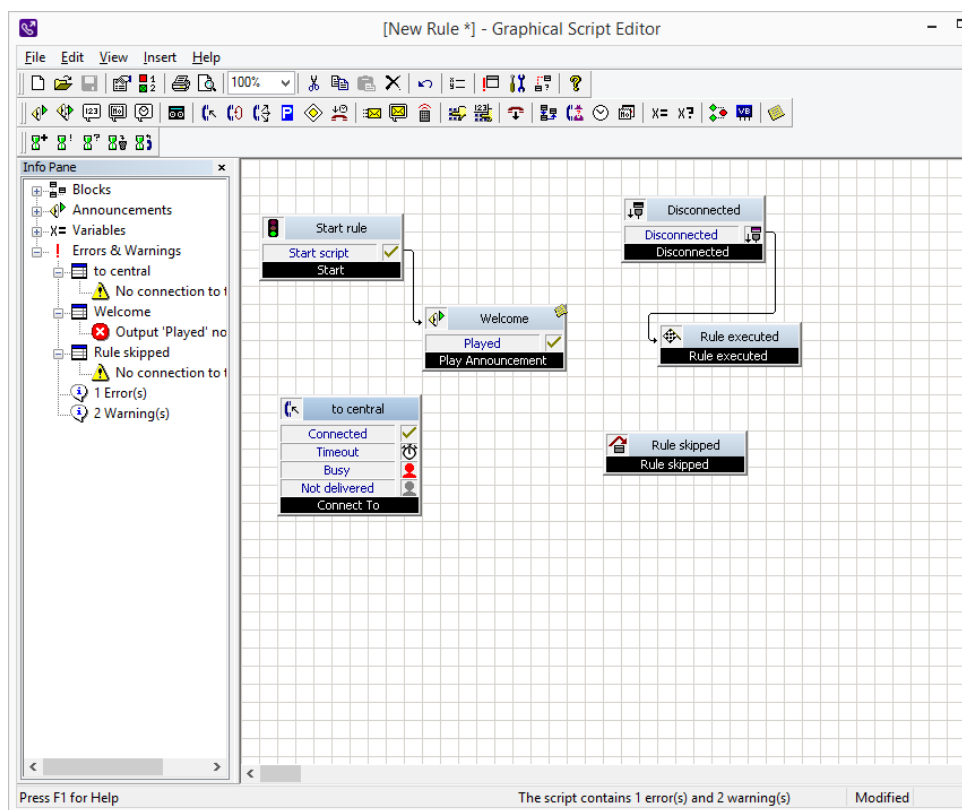 [New Rule *] - Graphical Script Editor
File Edit View Insert Help
100%
Info Pane
Blocks
Announcements
Variables
Errors & Warnings
to central
No connection to t
Welcome
Output 'Played' no
Rule skipped
No connection to t
1 Error(s)
2 Warning(s)
Start rule
Start script
Start
Disconnected
Disconnected
Disconnected
Welcome
Played
Play Announcement
Rule executed
Rule executed
to central
Connected
Timeout
Busy
Not delivered
Connect To
Rule skipped
Rule skipped
Press F1 for Help
The script contains 1 error(s) and 2 warning(s)
Modified